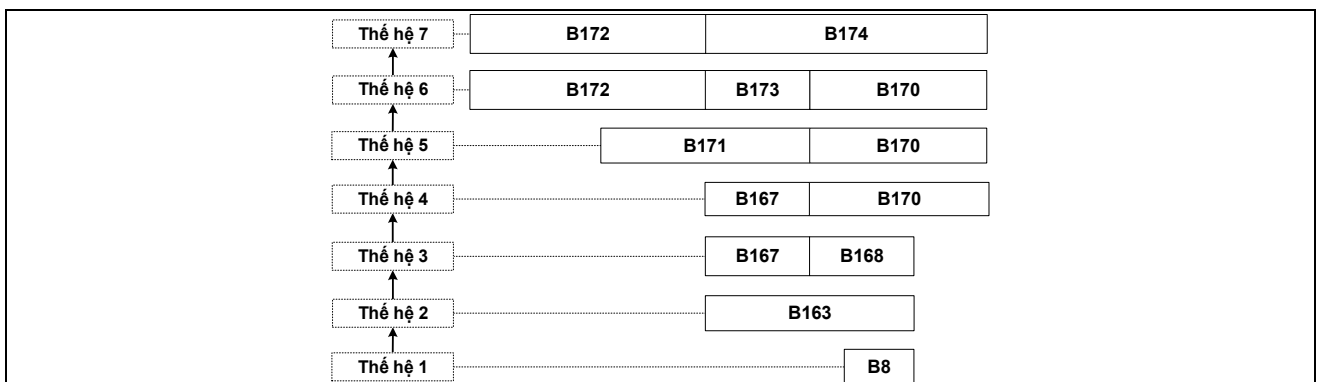 Thế hệ 7 B172 B174
Thế hệ 6 B172 B173 B170
Thế hệ 5 B171 B170
Thế hệ 4 B167 B170
Thế hệ 3 B167 B168
Thế hệ 2 B163
Thế hệ 1 B8